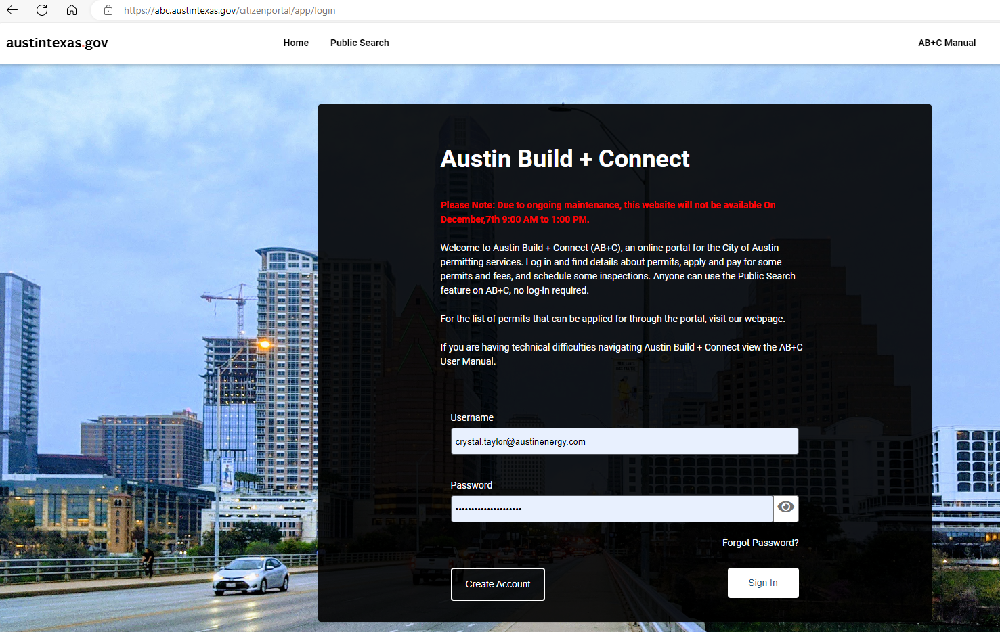 https://abc.austintexas.gov/citizenportal/app/login
austintexas.gov
Home
Public Search
AB+C Manual
Austin Build + Connect
Please Note: Due to ongoing maintenance, this website will not be available On
December,7th 9:00 AM to 1:00 PM.
Welcome to Austin Build + Connect (AB+C), an online portal for the City of Austin
permitting services. Log in and find details about permits, apply and pay for some
permits and fees, and schedule some inspections. Anyone can use the Public Search
feature on AB+C, no log-in required.
For the list of permits that can be applied for through the portal, visit our webpage.
If you are having technical difficulties navigating Austin Build + Connect view the AB+C
User Manual.
Username
crystal.taylor@austinenergy.com
Password
•••••••••••••••••••••
Forgot Password?
Create Account
Sign In